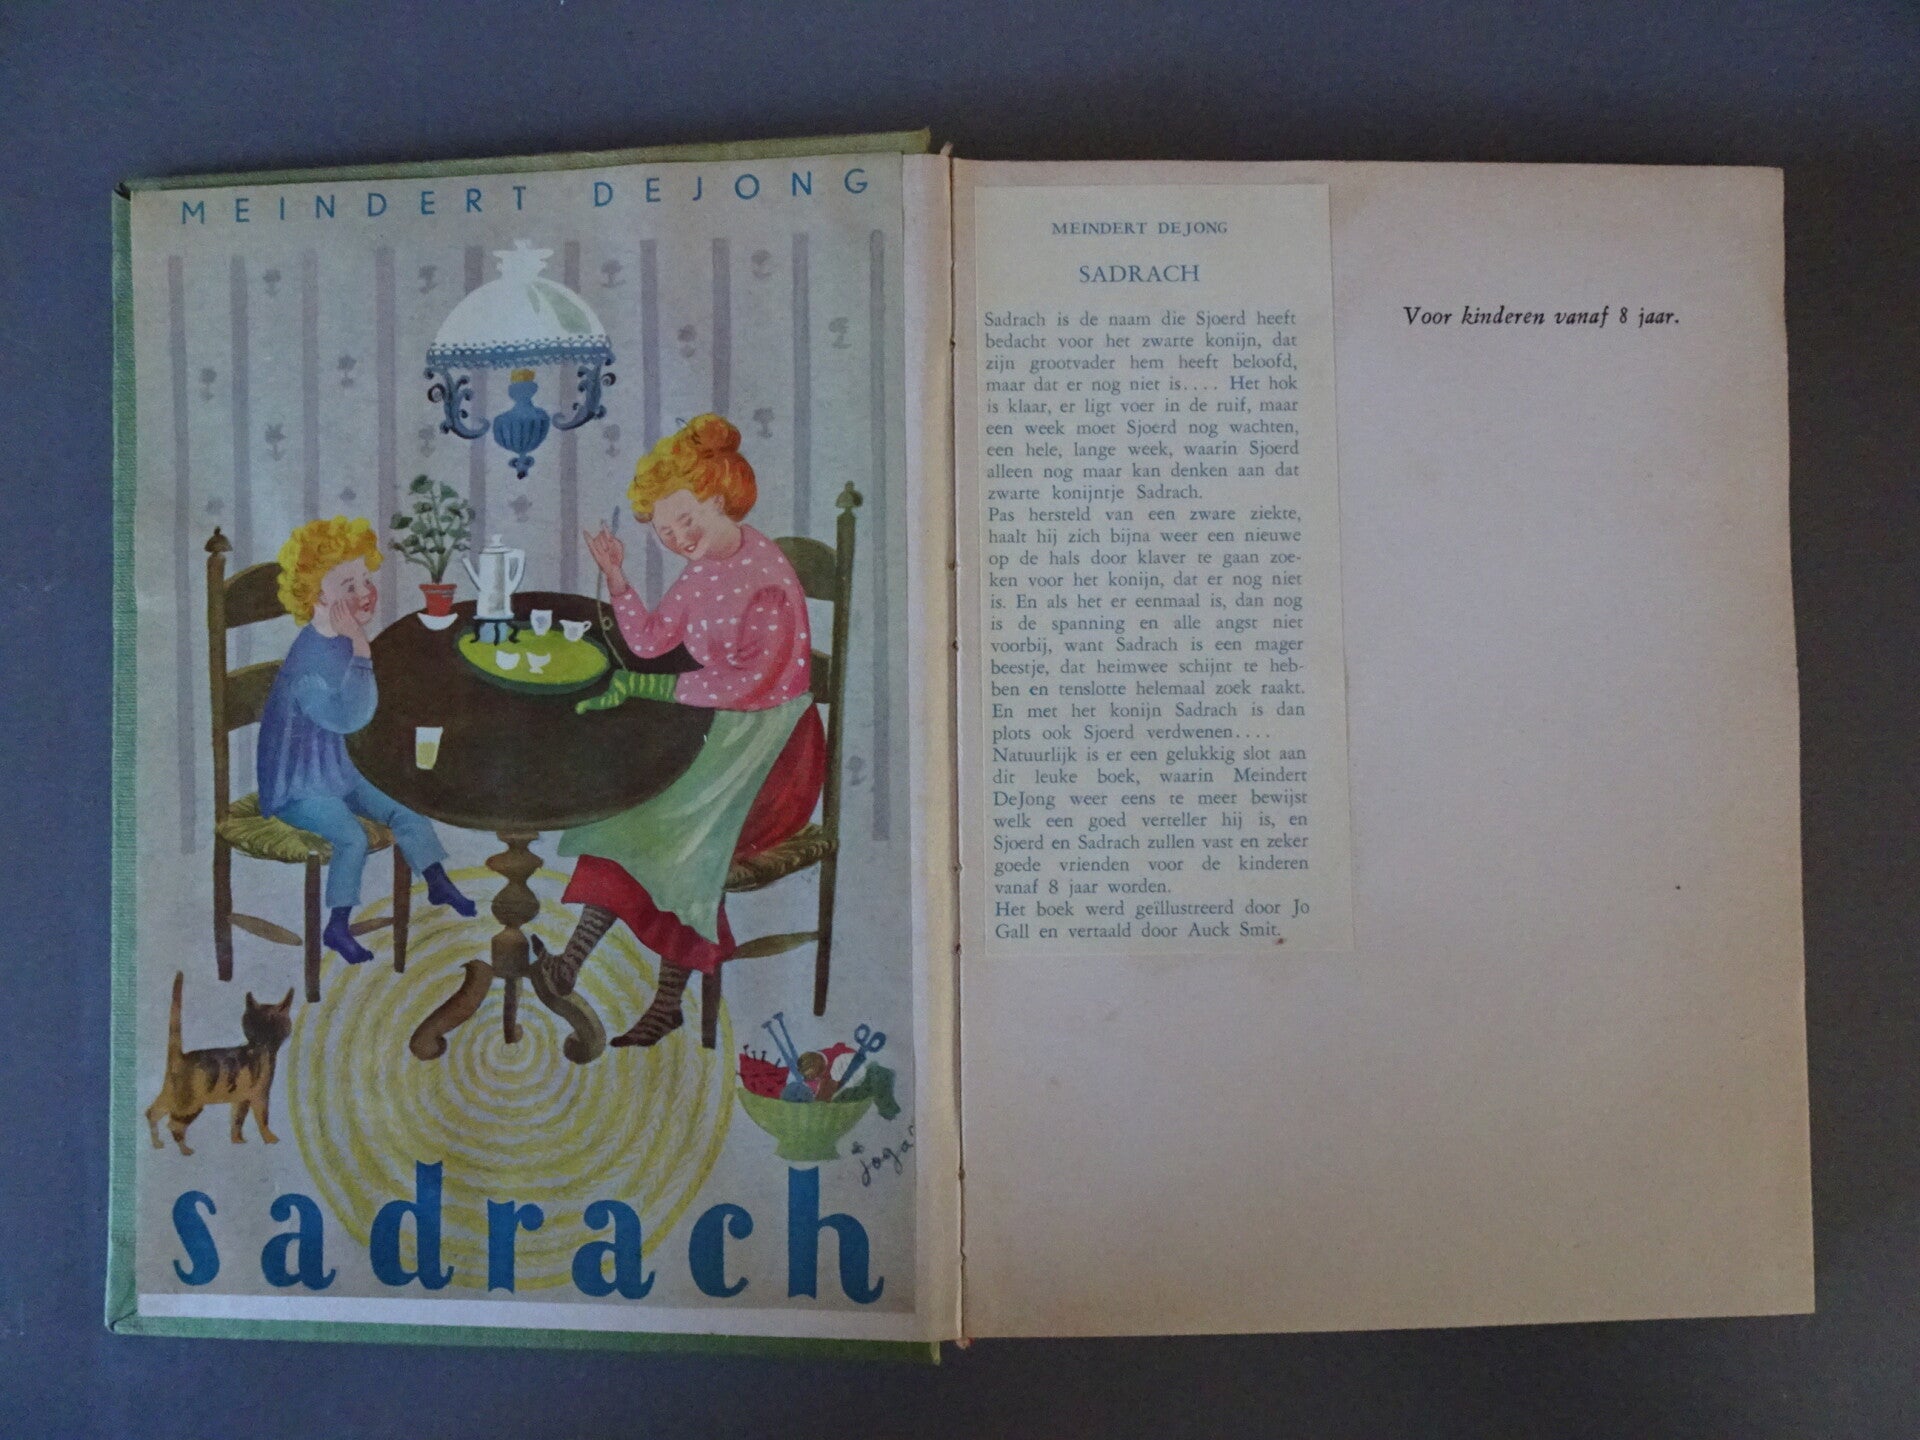 MEINDERT DEJONG
joga
sadrach
MEINDERT DEJONG
SADRACH
Sadrach is de naam die Sjoerd heeft
bedacht voor het zwarte konijn, dat
zijn grootvader hem heeft beloofd,
maar dat er nog niet is.... Het hok
is klaar, er ligt voer in de ruif, maar
een week moet Sjoerd nog wachten,
een hele, lange week, waarin Sjoerd
alleen nog maar kan denken aan dat
zwarte konijntje Sadrach.
Pas hersteld van een zware ziekte,
haalt hij zich bijna weer een nieuwe
op de hals door klaver te gaan zoe-
ken voor het konijn, dat er nog niet
is. En als het er eenmaal is, dan nog
is de spanning en alle angst niet
voorbij, want Sadrach is een mager
beestje, dat heimwee schijnt te heb-
ben en tenslotte helemaal zoek raakt.
En met het konijn Sadrach is dan
plots ook Sjoerd verdwenen....
Natuurlijk is er een gelukkig slot aan
dit leuke boek, waarin Meindert
DeJong weer eens te meer bewijst
welk een goed verteller hij is, en
Sjoerd en Sadrach zullen vast en zeker
goede vrienden voor de kinderen
vanaf 8 jaar worden.
Het boek werd geïllustreerd door Jo
Gall en vertaald door Auck Smit.
Voor kinderen vanaf 8 jaar.